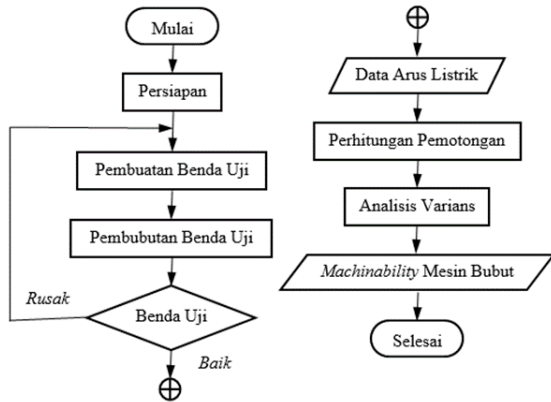 Mulai
Persiapan
Pembuatan Benda Uji
Pembubutan Benda Uji
Rusak
Benda Uji
Baik
Data Arus Listrik
Perhitungan Pemotongan
Analisis Varians
Machinability Mesin Bubut
Selesai